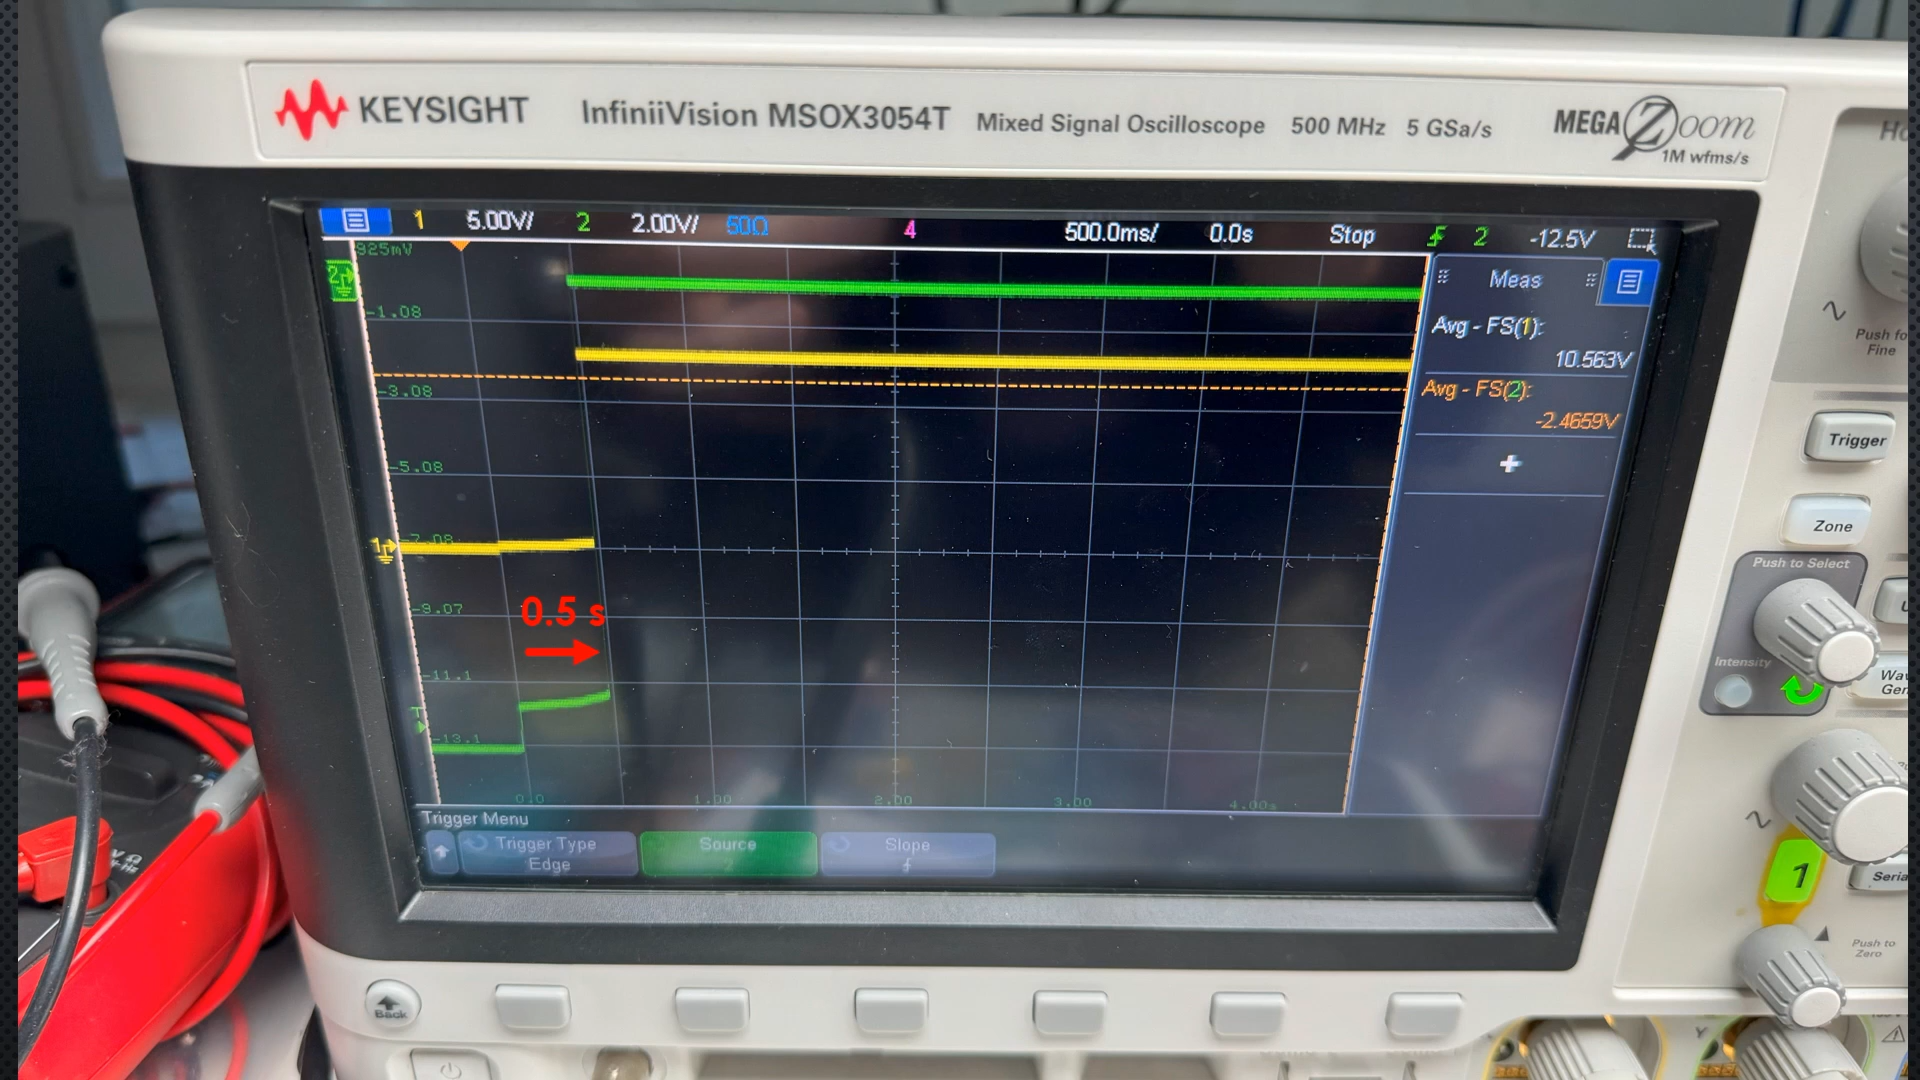 KEYSIGHT InfiniiVision MSOX3054T Mixed Signal Oscilloscope 500 MHz 5 GSa/s MEGA Zoom
1M wfms/s
1 5.00V/ 2 2.00V/ 50Ω 4 500.0ms/ 0.0s Stop 2 -12.5V
925mV
2
Meas
-1.08
Avg - FS(1):
10.563V
-3.08
Avg - FS(2):
-2.4659V
-5.08
+
1
-7.08
-9.07
0.5 s
-11.1
T
-13.1
0.0 1.00 2.00 3.00 4.00s
Trigger Menu
Trigger Type
Edge
Source
2
Slope
Back
Push for
Fine
Trigger
Zone
Push to Select
Intensity
1
Push to
Zero